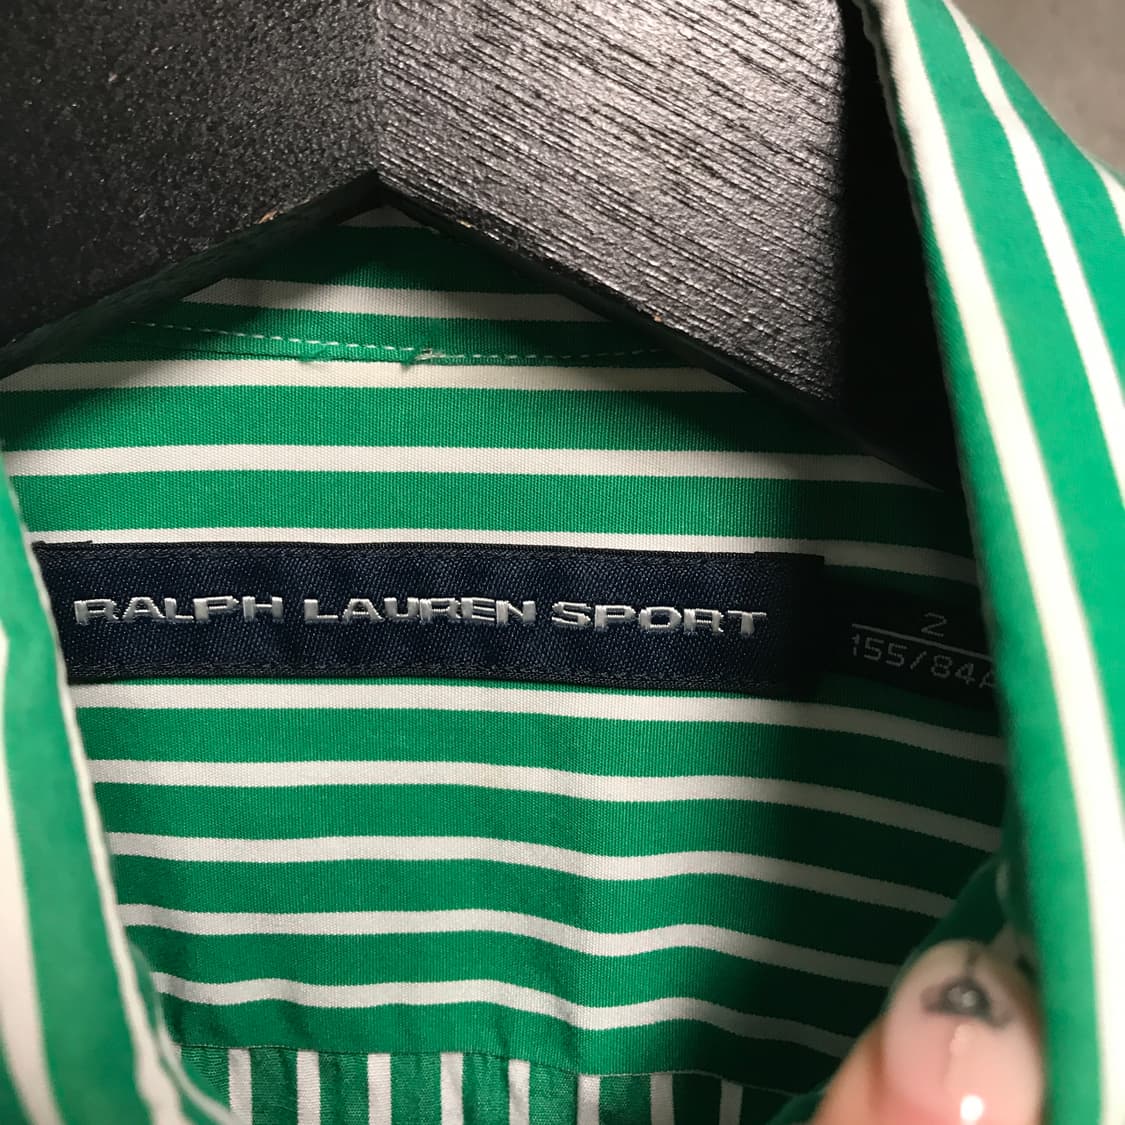 RALPH LAUREN SPORT
2
155/84A